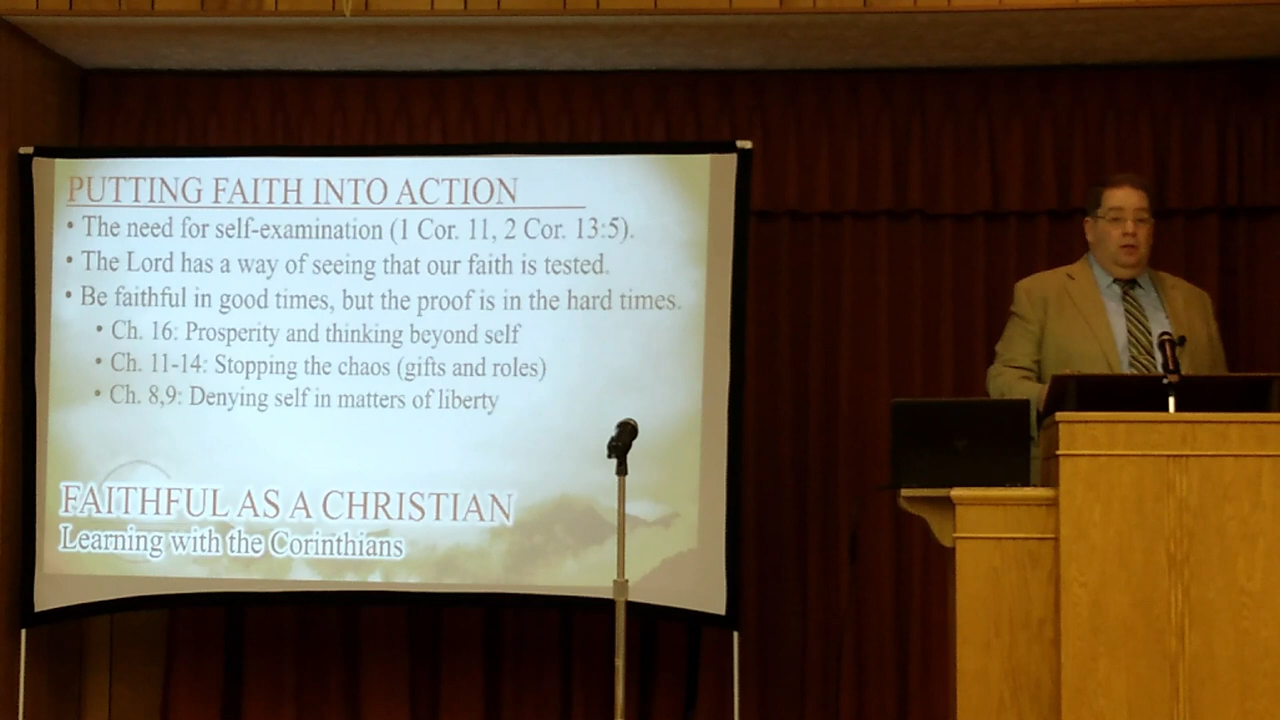 PUTTING FAITH INTO ACTION
• The need for self-examination (1 Cor. 11, 2 Cor. 13:5).
• The Lord has a way of seeing that our faith is tested.
• Be faithful in good times, but the proof is in the hard times.
• Ch. 16: Prosperity and thinking beyond self
• Ch. 11-14: Stopping the chaos (gifts and roles)
• Ch. 8,9: Denying self in matters of liberty
FAITHFUL AS A CHRISTIAN
Learning with the Corinthians